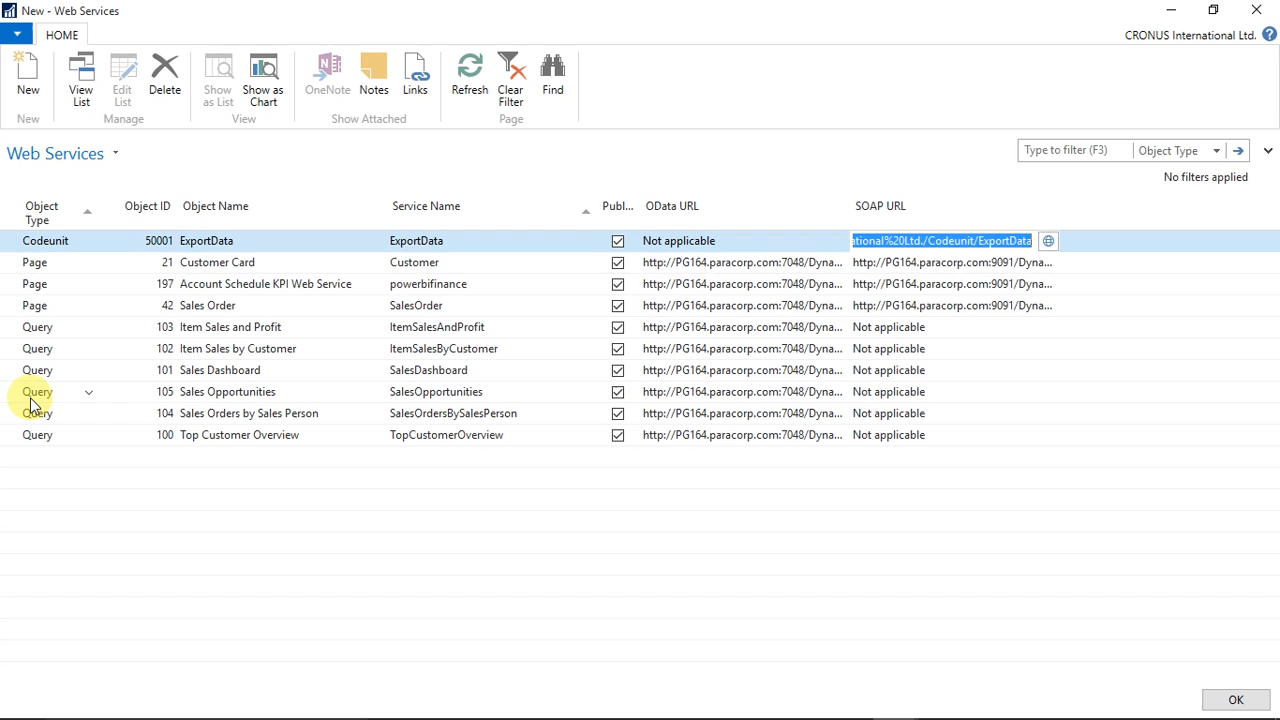 New - Web Services
HOME
CRONUS International Ltd.
New
View List
Edit List
Delete
Show as List
Show as Chart
OneNote
Notes
Links
Refresh
Clear Filter
Find
New
Manage
View
Show Attached
Page
Web Services
Type to filter (F3)
Object Type
No filters applied
Object Type Object ID Object Name Service Name Publ... OData URL SOAP URL
Codeunit 50001 ExportData ExportData Not applicable ational%20Ltd./Codeunit/ExportData
Page 21 Customer Card Customer http://PG164.paracorp.com:7048/Dyna... http://PG164.paracorp.com:9091/Dyna...
Page 197 Account Schedule KPI Web Service powerbifinance http://PG164.paracorp.com:7048/Dyna... http://PG164.paracorp.com:9091/Dyna...
Page 42 Sales Order SalesOrder http://PG164.paracorp.com:7048/Dyna... http://PG164.paracorp.com:9091/Dyna...
Query 103 Item Sales and Profit ItemSalesAndProfit http://PG164.paracorp.com:7048/Dyna... Not applicable
Query 102 Item Sales by Customer ItemSalesByCustomer http://PG164.paracorp.com:7048/Dyna... Not applicable
Query 101 Sales Dashboard SalesDashboard http://PG164.paracorp.com:7048/Dyna... Not applicable
Query 105 Sales Opportunities SalesOpportunities http://PG164.paracorp.com:7048/Dyna... Not applicable
Query 104 Sales Orders by Sales Person SalesOrdersBySalesPerson http://PG164.paracorp.com:7048/Dyna... Not applicable
Query 100 Top Customer Overview TopCustomerOverview http://PG164.paracorp.com:7048/Dyna... Not applicable
OK